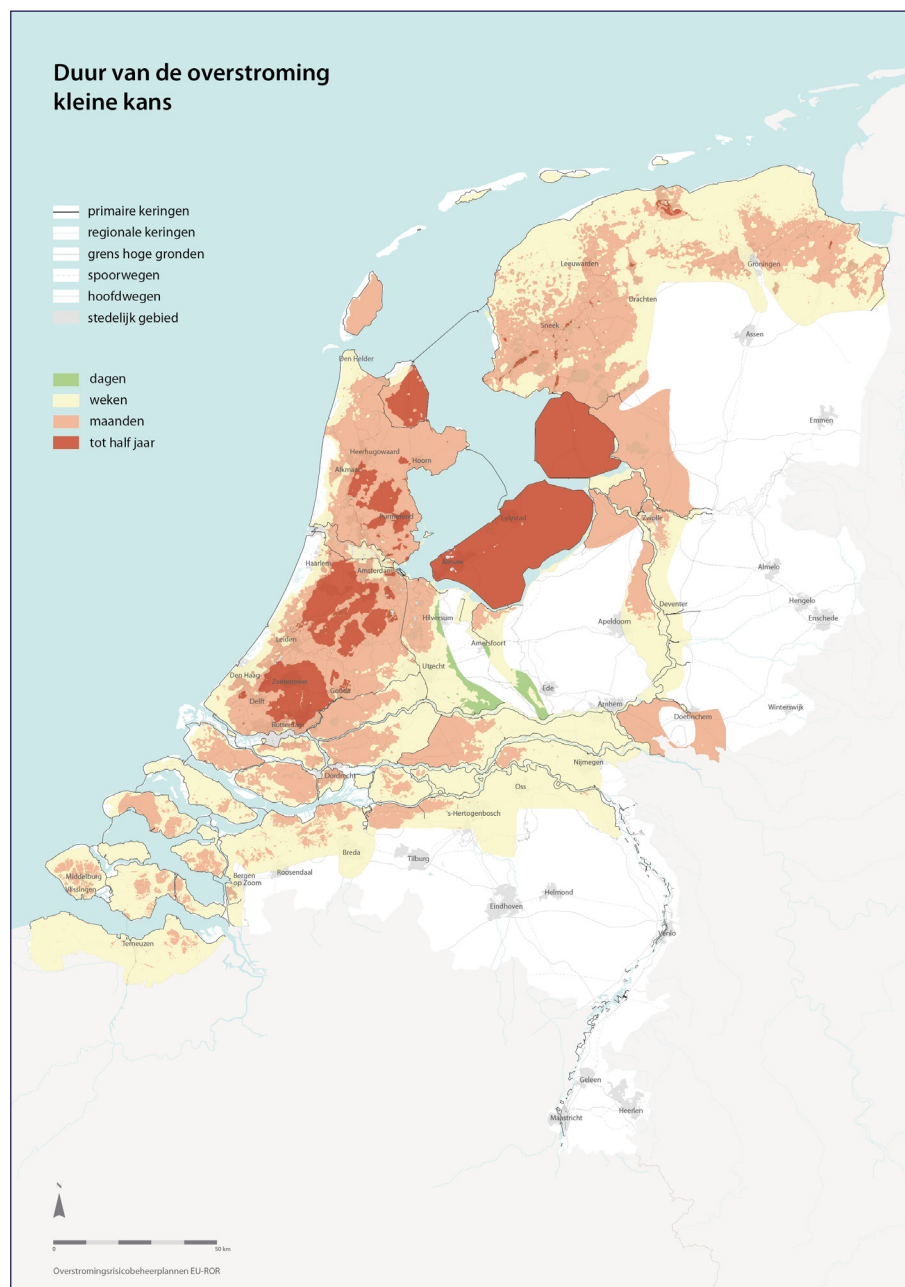 Duur van de overstroming
kleine kans
primaire keringen
regionale keringen
grens hoge gronden
spoorwegen
hoofdwegen
stedelijk gebied
dagen
weken
maanden
tot half jaar
Leeuwarden
Groningen
Drachten
Sneek
Assen
Den Helder
Emmen
Heerhugowaard
Hoorn
Alkmaar
Purmerend
Lelystad
Zwolle
Haarlem
Amsterdam
Almere
Almelo
Hengelo
Enschede
Deventer
Hilversum
Apeldoorn
Leiden
Amersfoort
Utrecht
Den Haag
Zoetermeer
Gouda
Delft
Ede
Arnhem
Doetinchem
Winterswijk
Rotterdam
Nijmegen
Dordrecht
Oss
's-Hertogenbosch
Breda
Tilburg
Middelburg
Vlissingen
Bergen
op Zoom
Roosendaal
Helmond
Eindhoven
Venlo
Terneuzen
Geleen
Heerlen
Maastricht
0
50 km
Overstromingsrisicobeheerplannen EU-ROR